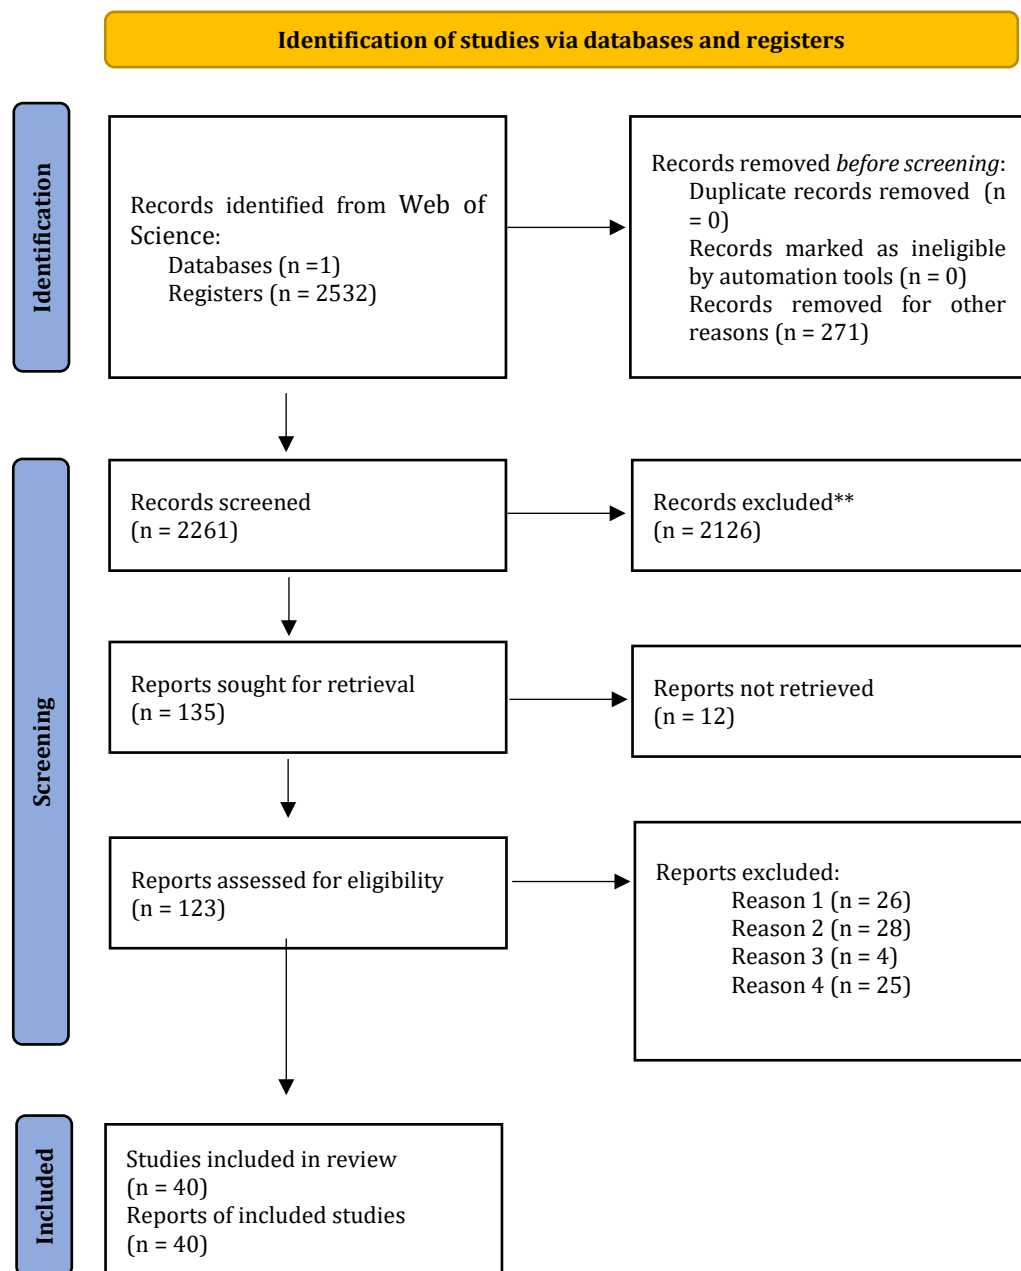 Identification of studies via databases and registers
Identification
Records identified from Web of
Science:
Databases (n =1)
Registers (n = 2532)
Records removed before screening:
Duplicate records removed (n
= 0)
Records marked as ineligible
by automation tools (n = 0)
Records removed for other
reasons (n = 271)
Screening
Records screened
(n = 2261)
Records excluded**
(n = 2126)
Reports sought for retrieval
(n = 135)
Reports not retrieved
(n = 12)
Reports assessed for eligibility
(n = 123)
Reports excluded:
Reason 1 (n = 26)
Reason 2 (n = 28)
Reason 3 (n = 4)
Reason 4 (n = 25)
Included
Studies included in review
(n = 40)
Reports of included studies
(n = 40)